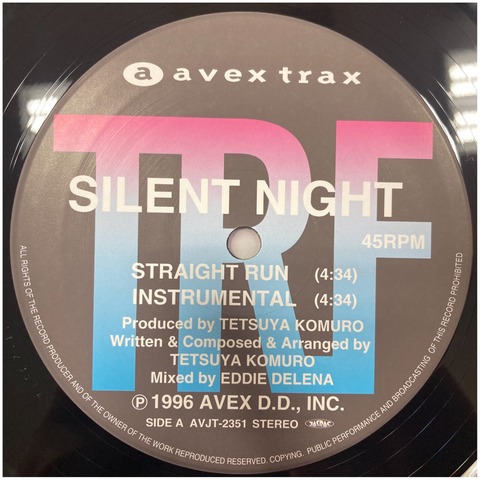 a avex trax
TRF
SILENT NIGHT
45RPM
STRAIGHT RUN (4:34)
INSTRUMENTAL (4:34)
Produced by TETSUYA KOMURO
Written & Composed & Arranged by
TETSUYA KOMURO
Mixed by EDDIE DELENA
Ⓟ 1996 AVEX D.D., INC.
SIDE A AVJT-2351 STEREO
ALL RIGHTS OF THE RECORD PRODUCER AND OF THE OWNER OF THE WORK REPRODUCED RESERVED. COPYING. PUBLIC PERFORMANCE AND BROADCASTING OF THIS RECORD PROHIBITED